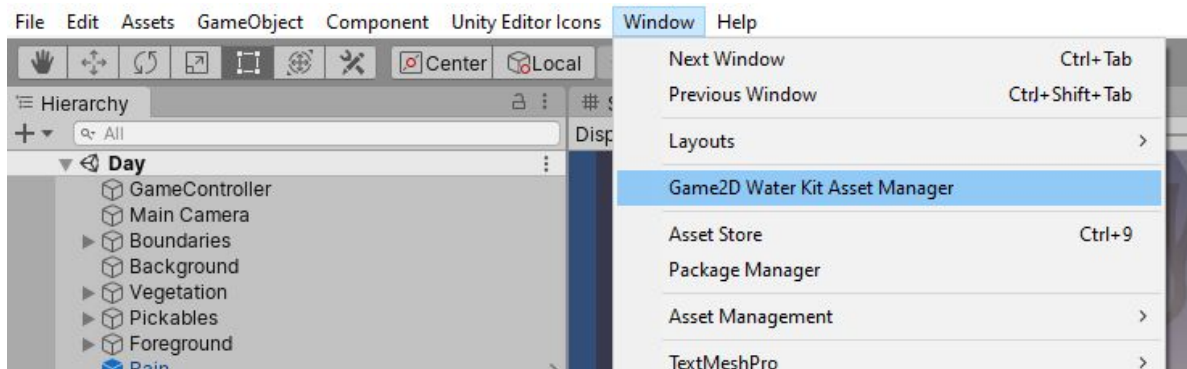 File Edit Assets GameObject Component Unity Editor Icons Window Help
Center Local
Hierarchy
All
Day
GameController
Main Camera
Boundaries
Background
Vegetation
Pickables
Foreground
Rain
Disp
Next Window Ctrl+Tab
Previous Window Ctrl+Shift+Tab
Layouts
Game2D Water Kit Asset Manager
Asset Store Ctrl+9
Package Manager
Asset Management
TextMeshPro